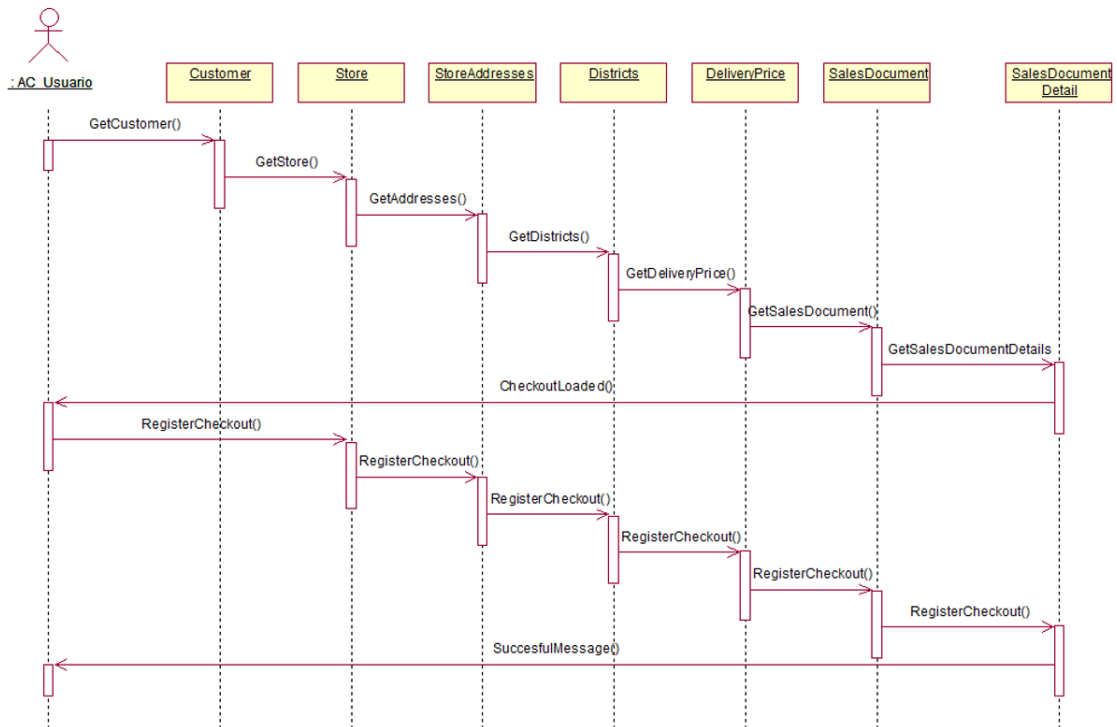 : AC_Usuario
Customer
Store
StoreAddresses
Districts
DeliveryPrice
SalesDocument
SalesDocument
Detail
GetCustomer()
GetStore()
GetAddresses()
GetDistricts()
GetDeliveryPrice()
GetSalesDocument()
GetSalesDocumentDetails
CheckoutLoaded()
RegisterCheckout()
RegisterCheckout()
RegisterCheckout()
RegisterCheckout()
RegisterCheckout()
RegisterCheckout()
SuccesfulMessage()